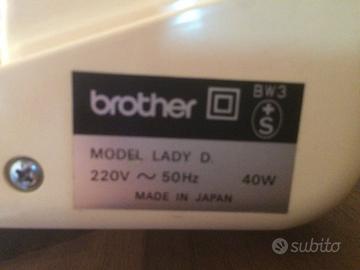 brother BW3
+S
MODEL LADY D.
220V ~ 50Hz 40W
MADE IN JAPAN
subito